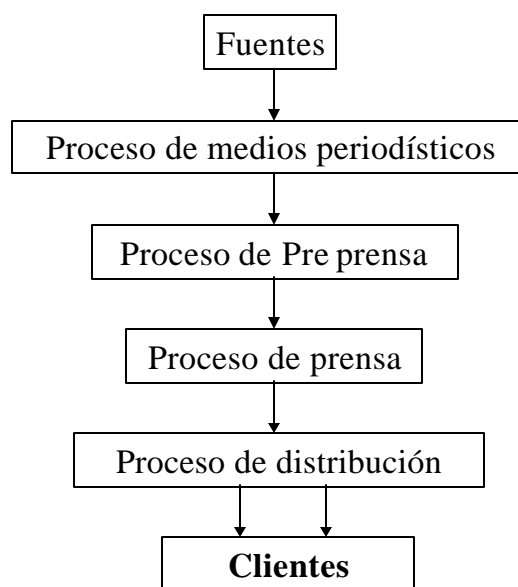 Fuentes
Proceso de medios periodísticos
Proceso de Pre prensa
Proceso de prensa
Proceso de distribución
Clientes